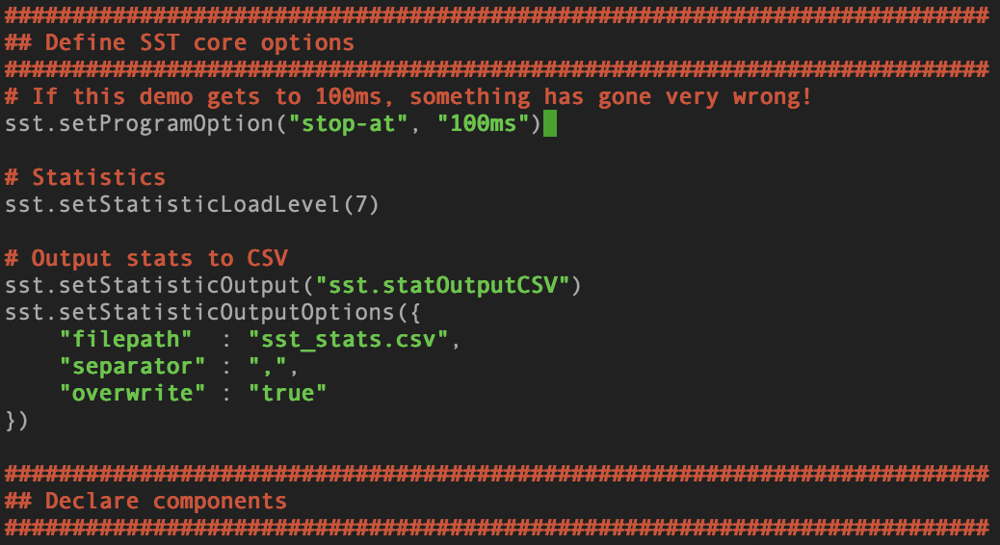 #########################################################################
## Define SST core options
#########################################################################
# If this demo gets to 100ms, something has gone very wrong!
sst.setProgramOption("stop-at", "100ms")
# Statistics
sst.setStatisticLoadLevel(7)
# Output stats to CSV
sst.setStatisticOutput("sst.statOutputCSV")
sst.setStatisticOutputOptions({
    "filepath"  : "sst_stats.csv",
    "separator" : ",",
    "overwrite" : "true"
})
#########################################################################
## Declare components
#########################################################################